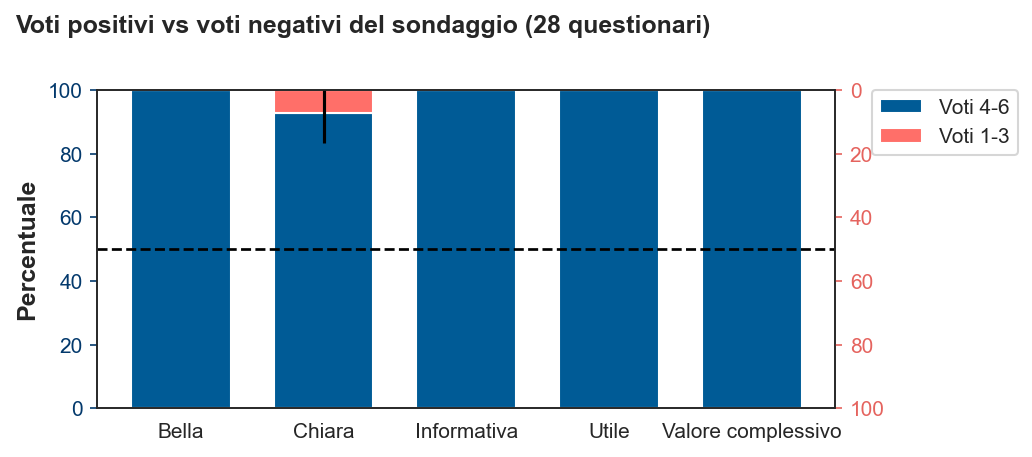 Voti positivi vs voti negativi del sondaggio (28 questionari)
Percentuale
100
80
60
40
20
0
0
20
40
60
80
100
Voti 4-6
Voti 1-3
Bella
Chiara
Informativa
Utile
Valore complessivo